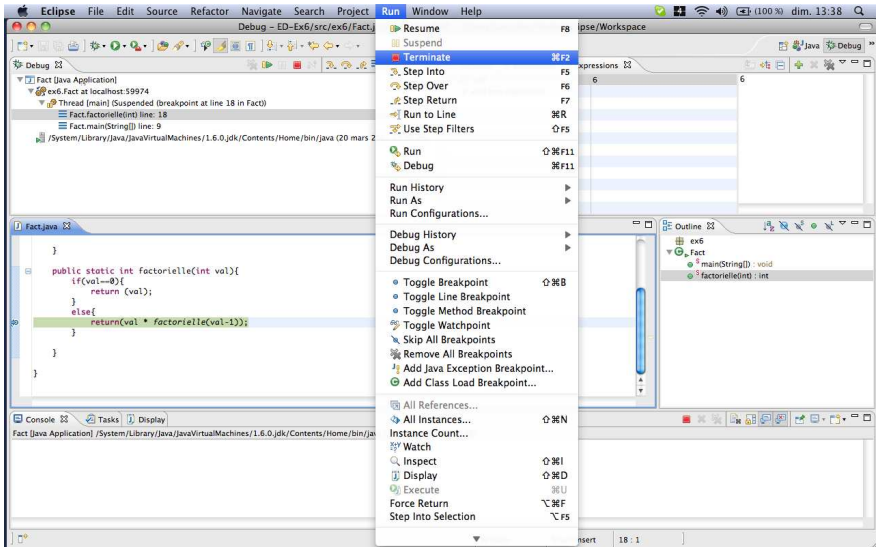 Eclipse File Edit Source Refactor Navigate Search Project Run Window Help (100 %) dim. 13:38
Debug – ED-Ex6/src/ex6/Fact.j
pse/Workspace
Java Debug »
Debug
Fact [Java Application]
ex6.Fact at localhost:59974
Thread [main] (Suspended (breakpoint at line 18 in Fact))
Fact.factorielle(int) line: 18
Fact.main(String[]) line: 9
/System/Library/Java/JavaVirtualMachines/1.6.0.jdk/Contents/Home/bin/java (20 mars 2
Resume F8
Suspend
Terminate ⌘F2
Step Into F5
Step Over F6
Step Return F7
Run to Line ⌘R
Use Step Filters ⇧F5
Run ⇧⌘F11
Debug ⌘F11
Run History
Run As
Run Configurations...
Debug History
Debug As
Debug Configurations...
Toggle Breakpoint ⇧⌘B
Toggle Line Breakpoint
Toggle Method Breakpoint
Toggle Watchpoint
Skip All Breakpoints
Remove All Breakpoints
Add Java Exception Breakpoint...
Add Class Load Breakpoint...
All References...
All Instances... ⇧⌘N
Instance Count...
Watch
Inspect ⇧⌘I
Display ⇧⌘D
Execute ⌘U
Force Return ⌥⌘F
Step Into Selection ⌥F5
xpressions
6
6
Fact.java
}
public static int factorielle(int val){
if(val==0){
return (val);
}
else{
return(val * factorielle(val-1));
}
}
}
Outline
ex6
Fact
main(String[]) : void
factorielle(int) : int
Console Tasks Display
Fact [Java Application] /System/Library/Java/JavaVirtualMachines/1.6.0.jdk/Contents/Home/bin/jav
nsert 18 : 1